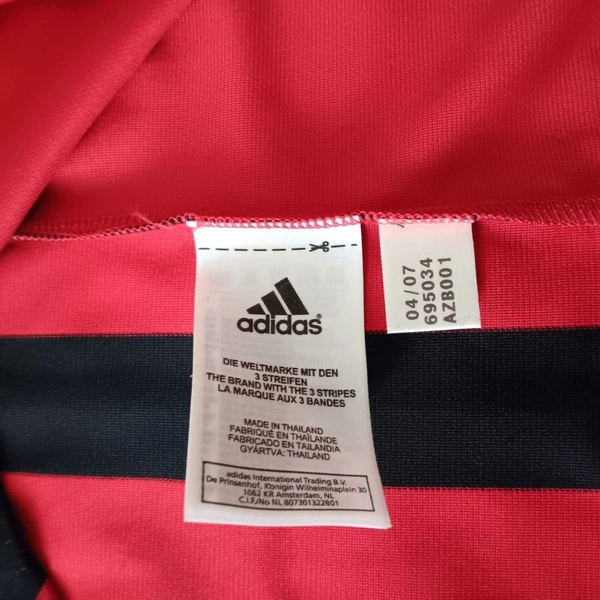 adidas®
DIE WELTMARKE MIT DEN
3 STREIFEN
THE BRAND WITH THE 3 STRIPES
LA MARQUE AUX 3 BANDES
MADE IN THAILAND
FABRIQUÉ EN THAÏLANDE
FABRICADO EN TAILANDIA
GYÁRTVA: THAILAND
adidas International Trading B.V.
De Prinsenhof, Konigin Wilhelminaplein 30
1062 KR Amsterdam, NL
C.I.F/No NL 807301322B01
04/07
695034
AZB001